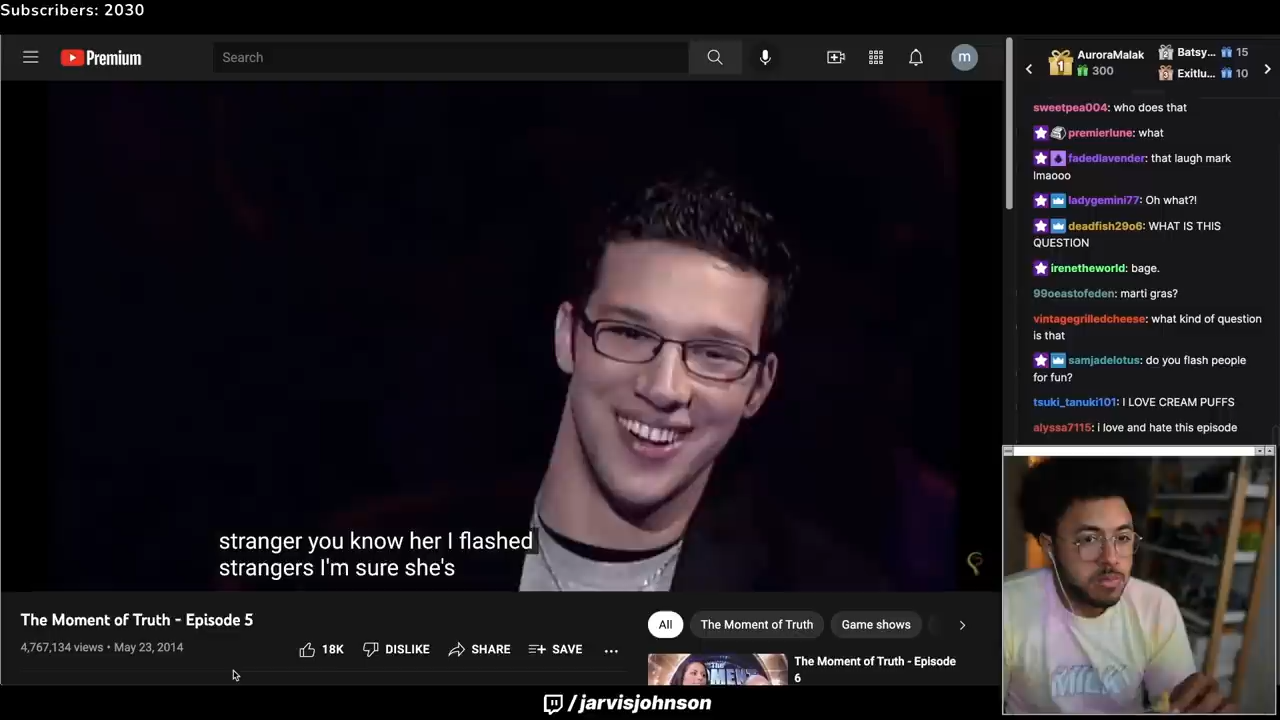 Subscribers: 2030
Premium
Search
m
stranger you know her I flashed
strangers I'm sure she's
The Moment of Truth - Episode 5
4,767,134 views • May 23, 2014
18K
DISLIKE
SHARE
SAVE
All
The Moment of Truth
Game shows
The Moment of Truth - Episode
6
1
AuroraMalak
300
2
Batsy...
15
3
Exitlu...
10
sweetpea004: who does that
premierlune: what
fadedlavender: that laugh mark
lmaooo
ladygemini77: Oh what?!
deadfish29o6: WHAT IS THIS
QUESTION
irenetheworld: bage.
99oeastofeden: marti gras?
vintagegrilledcheese: what kind of question
is that
samjadelotus: do you flash people
for fun?
tsuki_tanuki101: I LOVE CREAM PUFFS
alyssa7115: i love and hate this episode
MILK
/jarvisjohnson